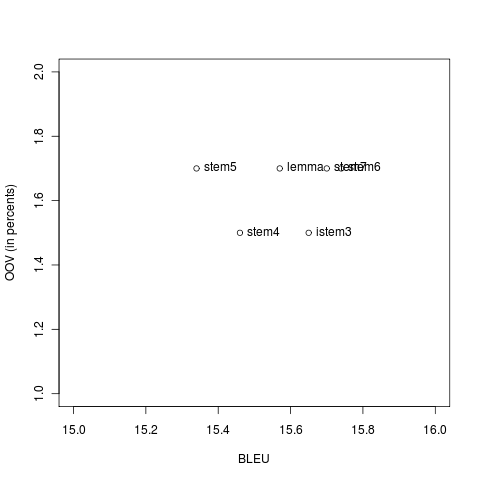 2.0
1.8
1.6
1.4
1.2
1.0
OOV (in percents)
stem5
lemma
stem7
stem6
stem4
istem3
15.0 15.2 15.4 15.6 15.8 16.0
BLEU